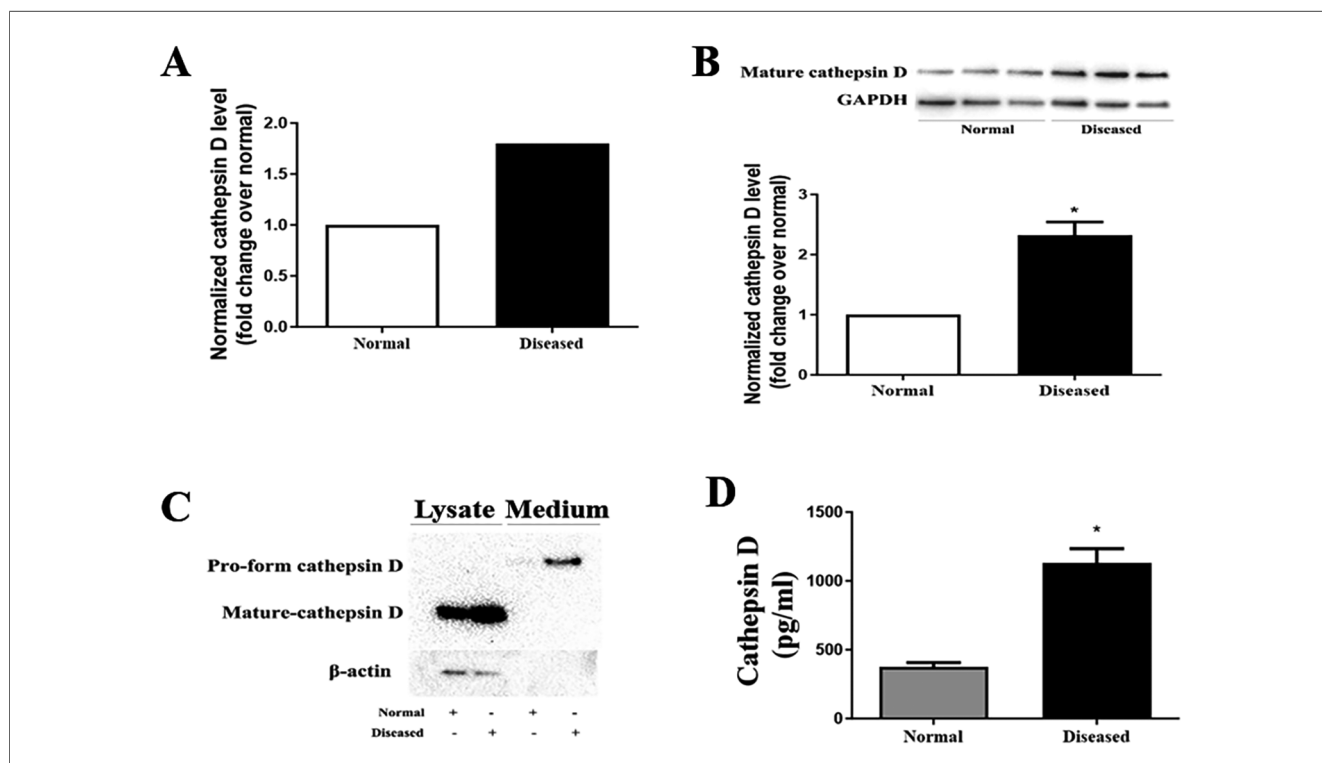 A
Normalized cathepsin D level
(fold change over normal)
2.0
1.5
1.0
0.5
0.0
Normal
Diseased
B
Mature cathepsin D
GAPDH
Normal
Diseased
Normalized cathepsin D level
(fold change over normal)
3
2
1
0
*
Normal
Diseased
C
Lysate Medium
Pro-form cathepsin D
Mature-cathepsin D
β-actin
Normal + - + -
Diseased - + - +
D
Cathepsin D
(pg/ml)
1500
1000
500
0
*
Normal
Diseased